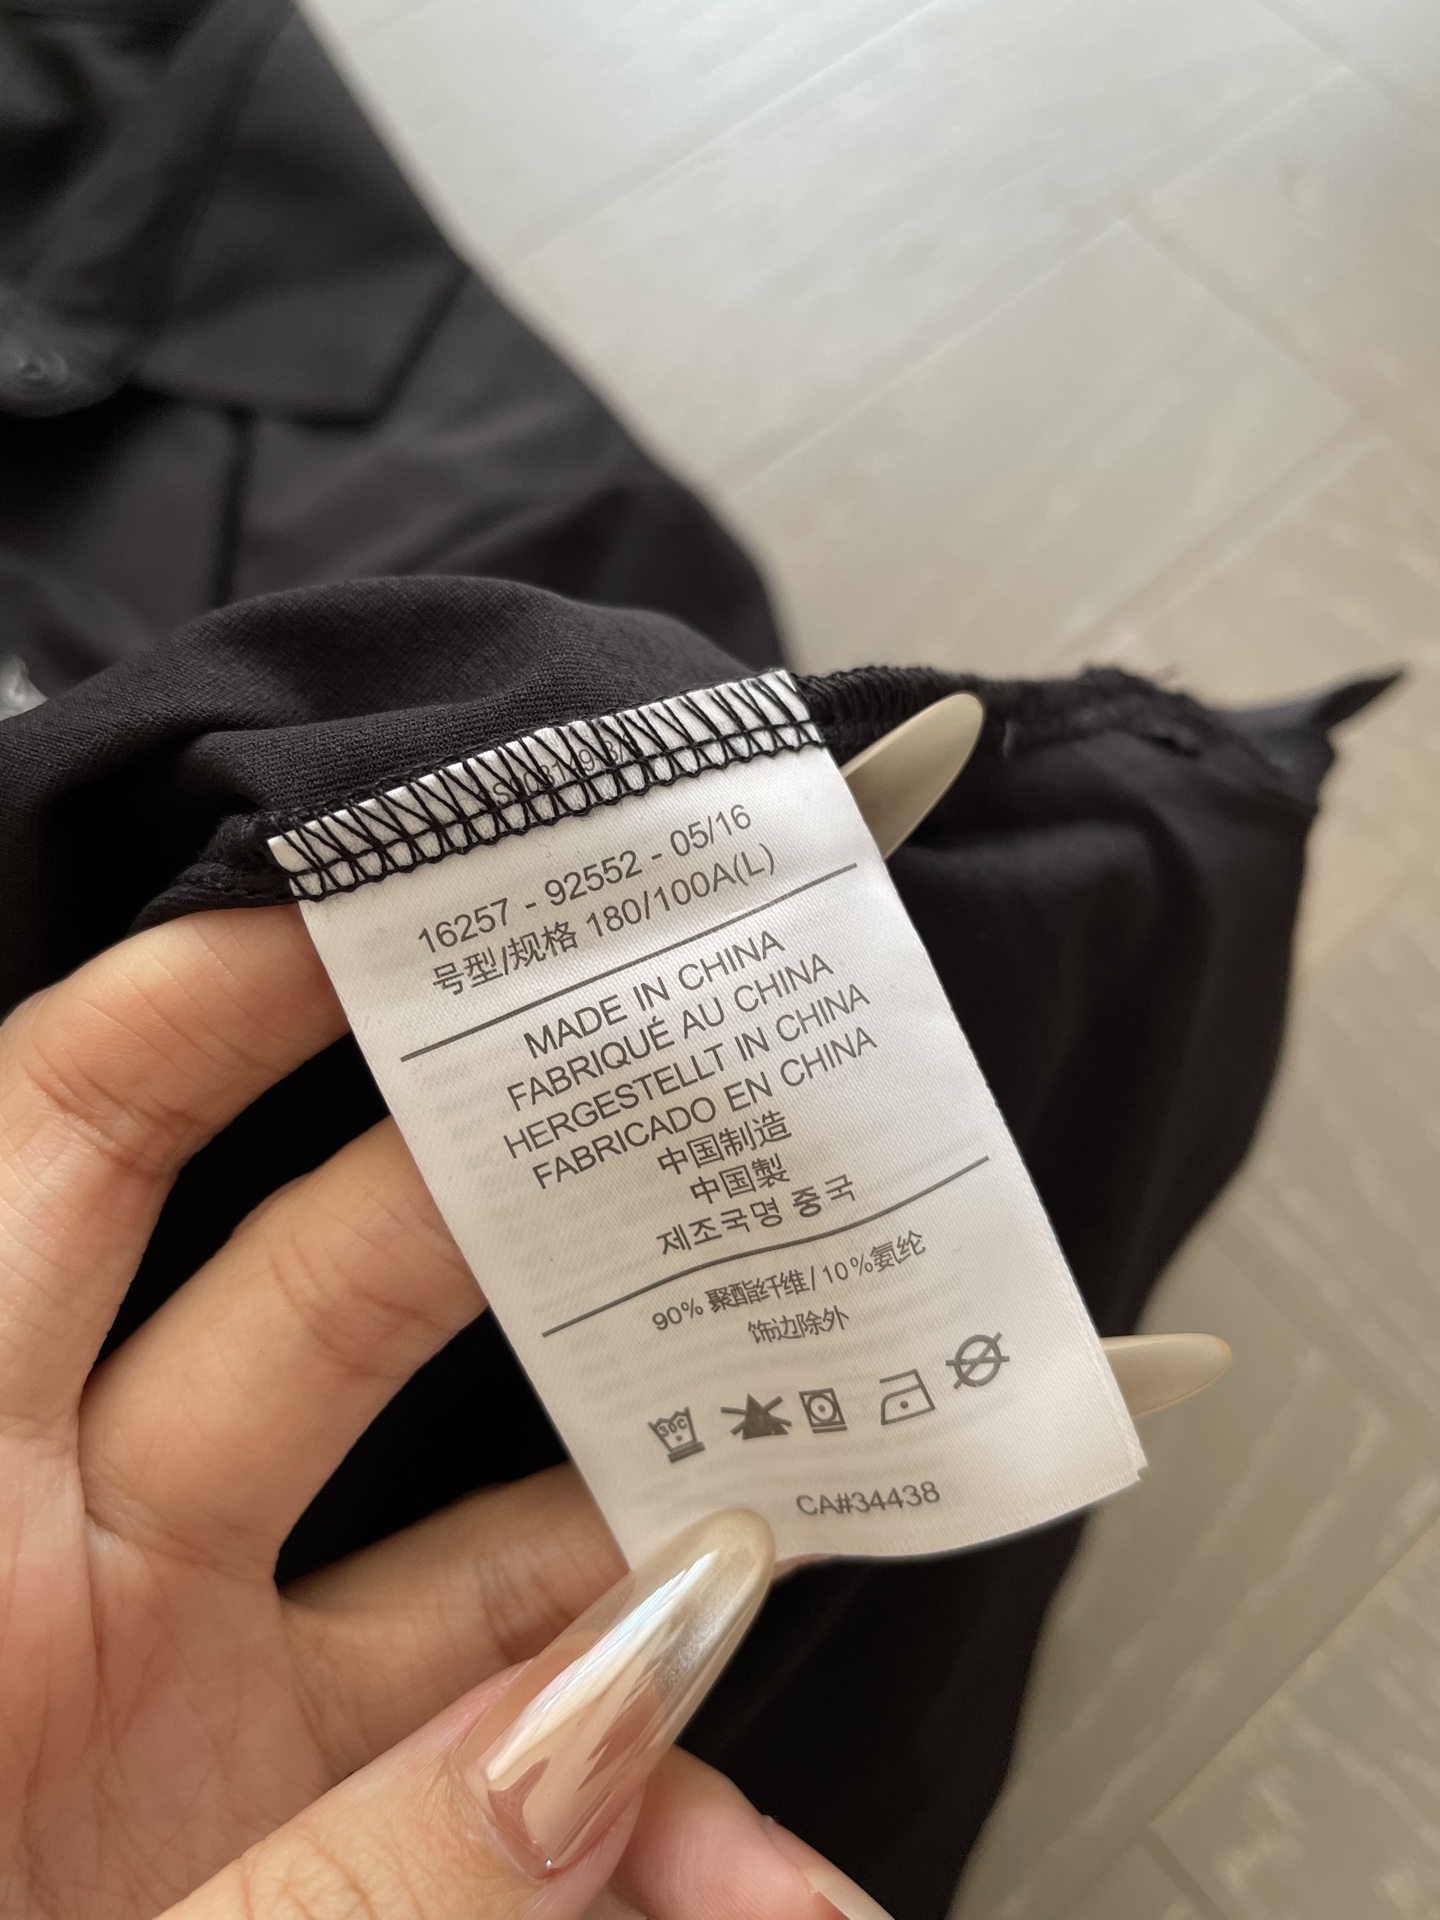 16257 - 92552 - 05/16
号型/规格 180/100A(L)
MADE IN CHINA
FABRIQUÉ AU CHINA
HERGESTELLT IN CHINA
FABRICADO EN CHINA
中国制造
中国製
제조국명 중국
90% 聚酯纤维/10%氨纶
饰边除外
30C
CA#34438